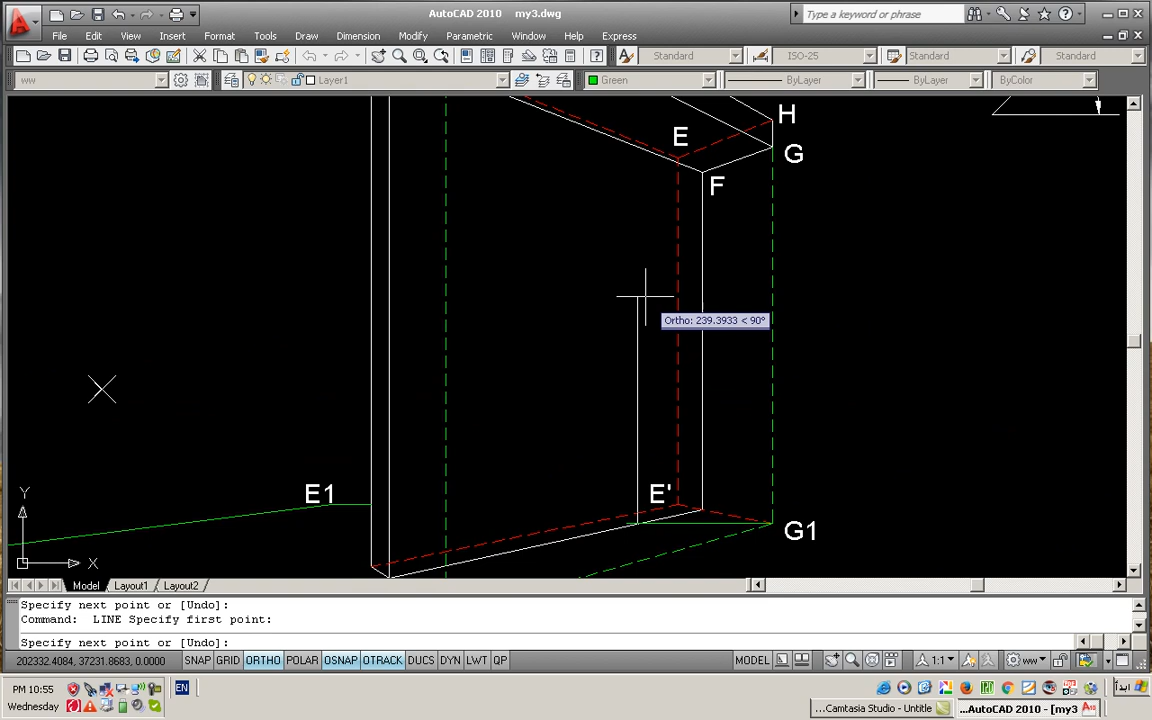 AutoCAD 2010 my3.dwg
Type a keyword or phrase
File Edit View Insert Format Tools Draw Dimension Modify Parametric Window Help Express
Standard ISO-25 Standard Standard
ww Layer1 Green ByLayer ByLayer ByColor
H
E
G
F
Ortho: 239.3933 < 90°
E1
E'
G1
Y
X
Model Layout1 Layout2
Specify next point or [Undo]:
Command: LINE Specify first point:
Specify next point or [Undo]:
202332.4084, 37231.8683, 0.0000 SNAP GRID ORTHO POLAR OSNAP OTRACK DUCS DYN LWT QP MODEL 1:1 ww
PM 10:55 EN
Wednesday
...Camtasia Studio - Untitle ...AutoCAD 2010 - [my3 ابدأ